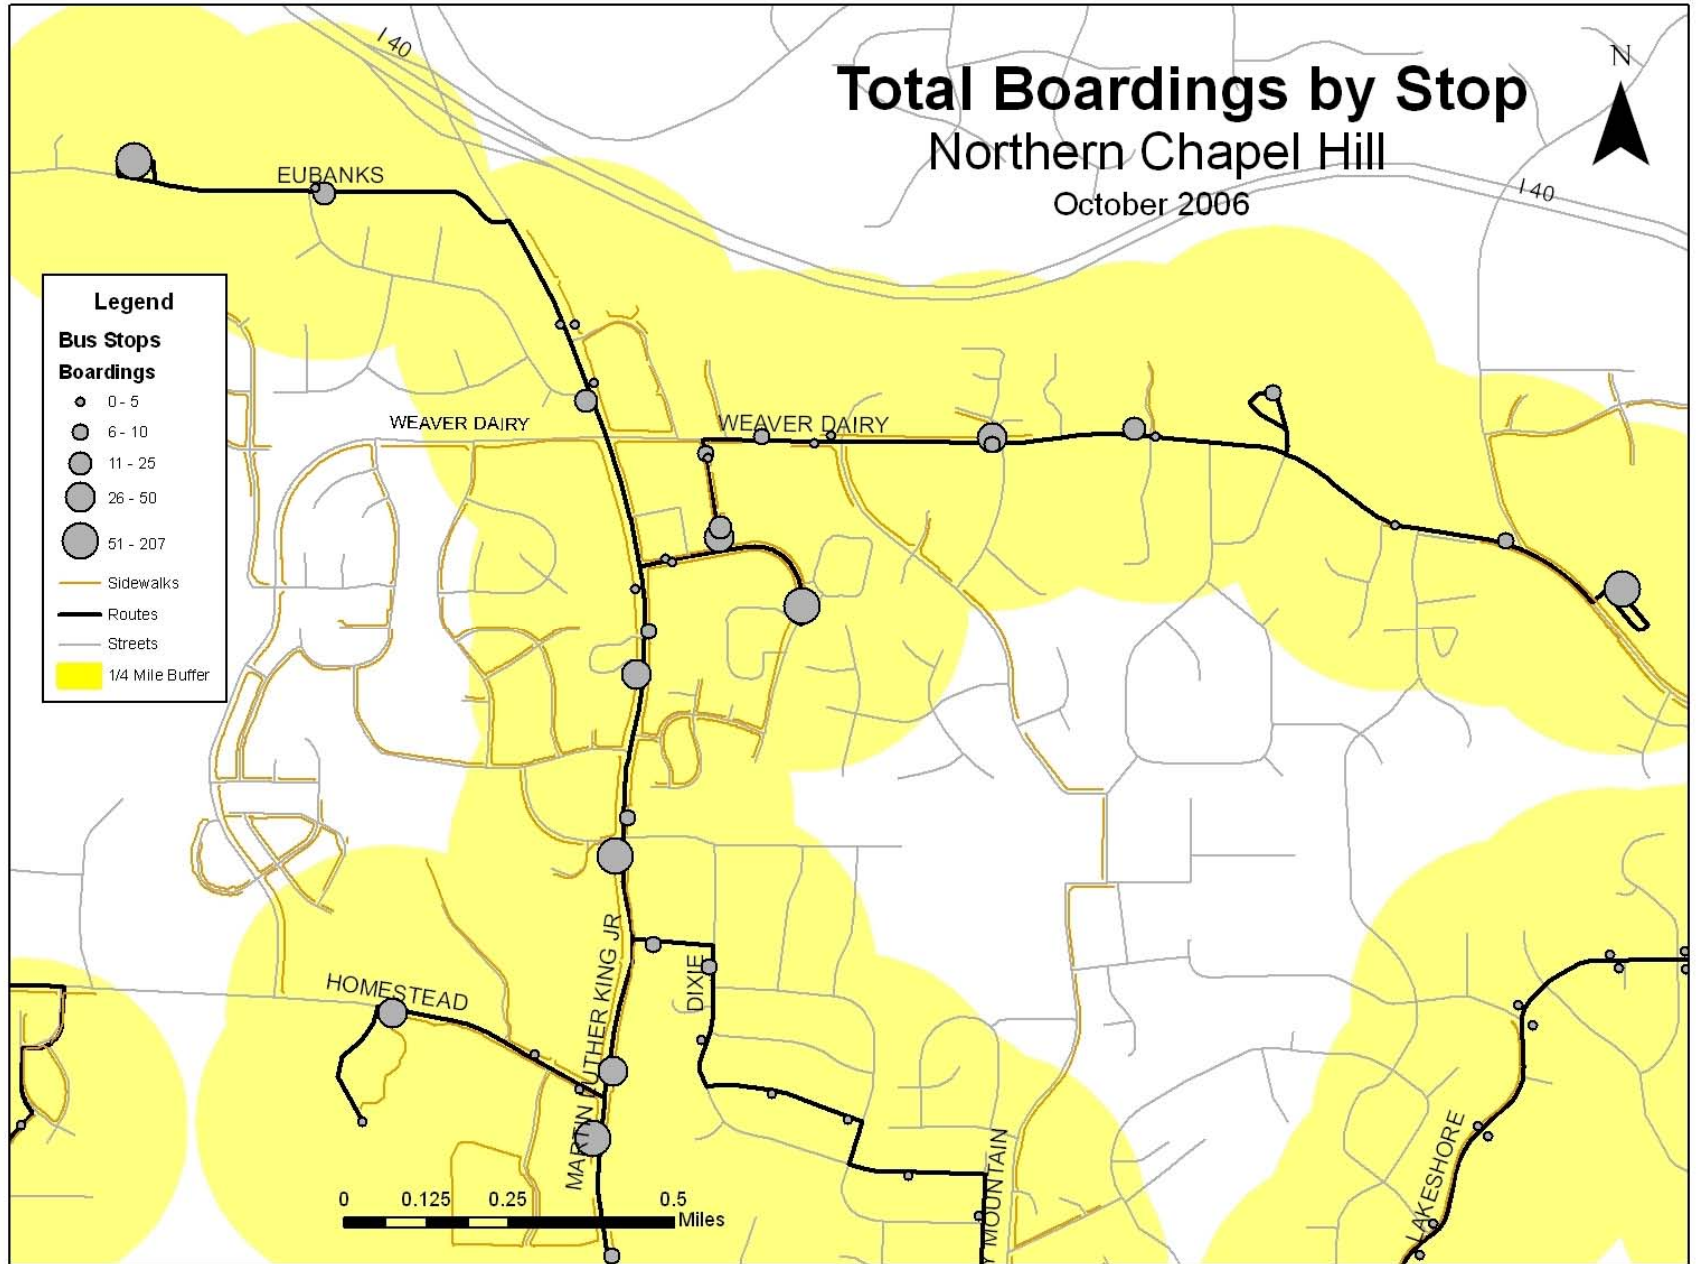 I 40
Total Boardings by Stop
N
Northern Chapel Hill
October 2006
I 40
EUBANKS
Legend
Bus Stops
Boardings
0 - 5
6 - 10
11 - 25
26 - 50
51 - 207
Sidewalks
Routes
Streets
1/4 Mile Buffer
WEAVER DAIRY
WEAVER DAIRY
HOMESTEAD
MARTIN LUTHER KING JR
DIXIE
Y MOUNTAIN
LAKESHORE
0 0.125 0.25 0.5
Miles